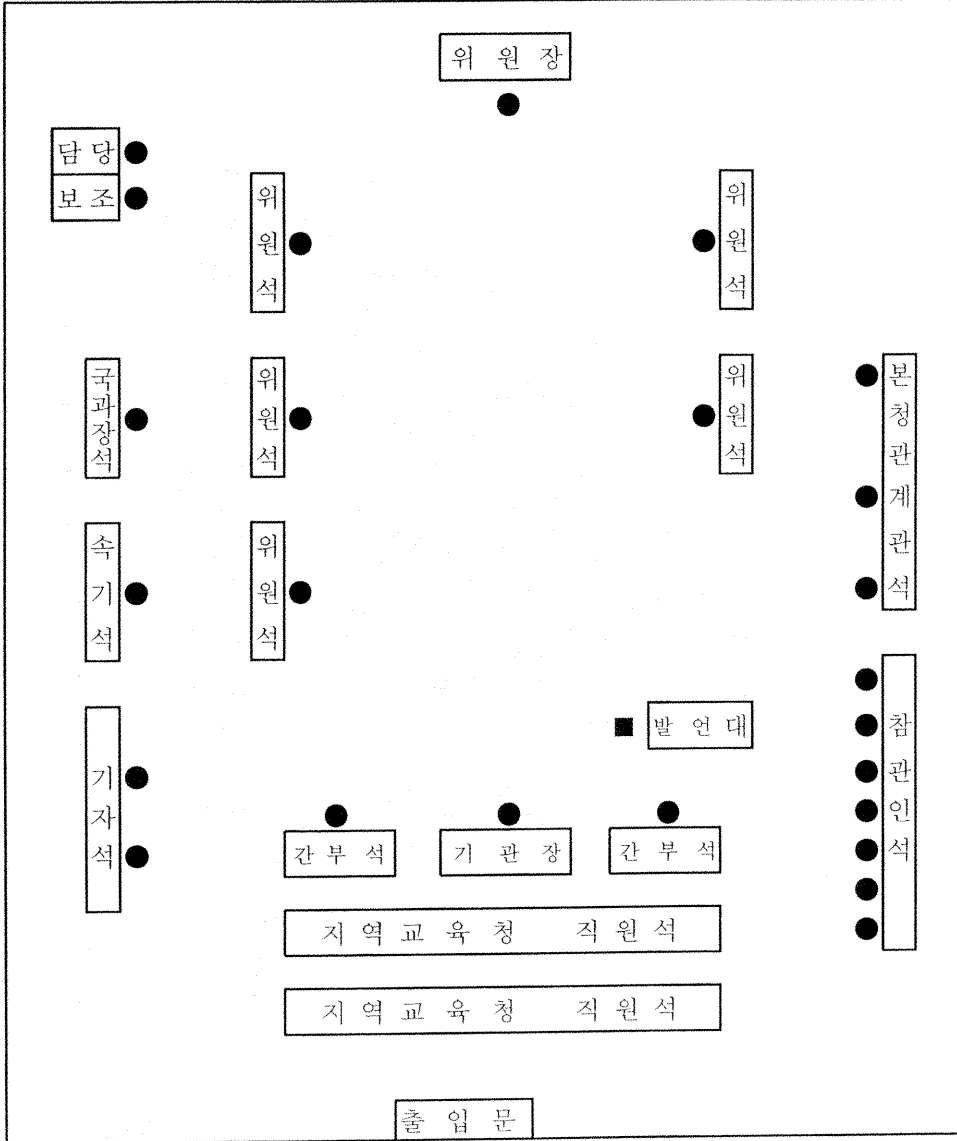 위 원 장
담 당
보 조
위원석
위원석
국과장석
위원석
위원석
본청관계관석
속기석
위원석
참관인석
기자석
발 언 대
간 부 석
기 관 장
간 부 석
지 역 교 육 청 직 원 석
지 역 교 육 청 직 원 석
출 입 문